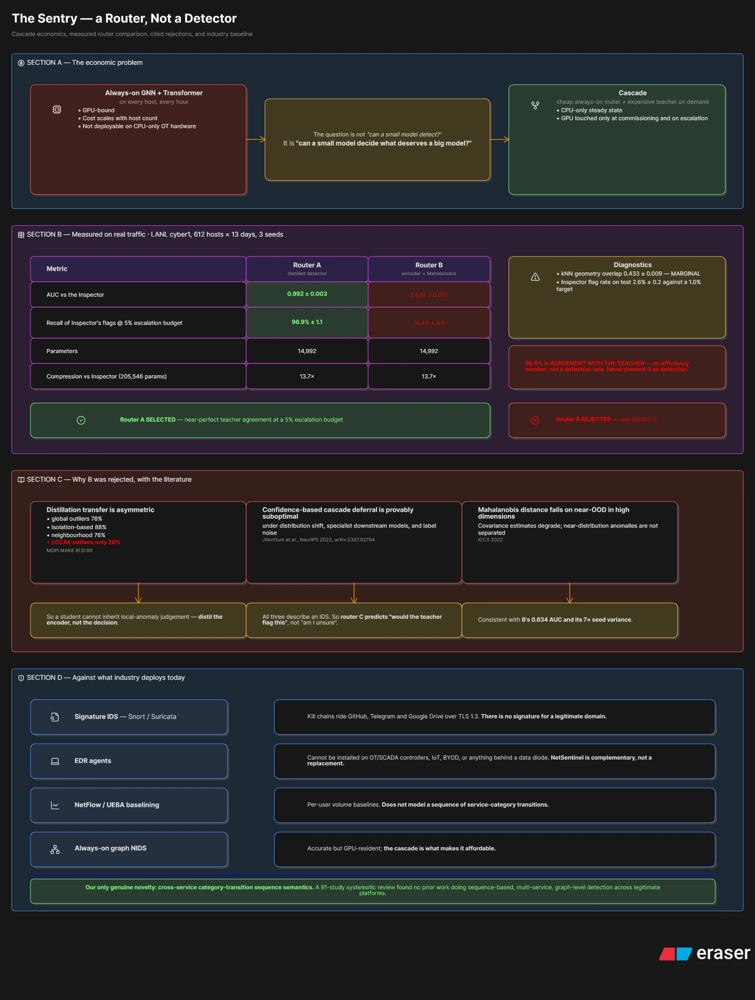 The Sentry — a Router, Not a Detector
Cascade economics, measured router comparison, cited rejections, and industry baseline
SECTION A — The economic problem
Always-on GNN + Transformer
on every host, every hour
• GPU-bound
• Cost scales with host count
• Not deployable on CPU-only OT hardware
The question is not "can a small model detect?"
It is "can a small model decide what deserves a big model?"
Cascade
cheap always-on router + expensive teacher on demand
• CPU-only steady state
• GPU touched only at commissioning and on escalation
SECTION B — Measured on real traffic · LANL cyber1, 612 hosts × 13 days, 3 seeds
Metric
Router A
distilled detector
Router B
encoder + Mahalanobis
AUC vs the Inspector
0.992 ± 0.003
0.634 ± 0.007
Recall of Inspector's flags @ 5% escalation budget
96.9% ± 1.1
18.4% ± 4.6
Parameters
14,992
14,992
Compression vs Inspector (205,546 params)
13.7×
13.7×
Diagnostics
• kNN geometry overlap 0.433 ± 0.009 — MARGINAL
• Inspector flag rate on test 2.6% ± 0.2 against a 1.0%
target
96.9% is AGREEMENT WITH THE TEACHER — an efficiency
number, not a detection rate. Never present it as detection.
Router A SELECTED — near-perfect teacher agreement at a 5% escalation budget
Router B REJECTED — see Section C
SECTION C — Why B was rejected, with the literature
Distillation transfer is asymmetric
• global outliers 78%
• isolation-based 88%
• neighbourhood 76%
• LOCAL outliers only 20%
MDPI MAKE 8(3):60
Confidence-based cascade deferral is provably
suboptimal
under distribution shift, specialist downstream models, and label
noise
Jitkrittum et al., NeurIPS 2023, arXiv:2307.02764
Mahalanobis distance fails on near-OOD in high
dimensions
Covariance estimates degrade; near-distribution anomalies are not
separated
ICCS 2022
So a student cannot inherit local-anomaly judgement — distil the
encoder, not the decision.
All three describe an IDS. So router C predicts "would the teacher
flag this", not "am I unsure".
Consistent with B's 0.634 AUC and its 7× seed variance.
SECTION D — Against what industry deploys today
Signature IDS — Snort / Suricata
Kill chains ride GitHub, Telegram and Google Drive over TLS 1.3. There is no signature for a legitimate domain.
EDR agents
Cannot be installed on OT/SCADA controllers, IoT, BYOD, or anything behind a data diode. NetSentinel is complementary, not a
replacement.
NetFlow / UEBA baselining
Per-user volume baselines. Does not model a sequence of service-category transitions.
Always-on graph NIDS
Accurate but GPU-resident; the cascade is what makes it affordable.
Our only genuine novelty: cross-service category-transition sequence semantics. A 91-study systematic review found no prior work doing sequence-based, multi-service, graph-level detection across legitimate
platforms.
eraser